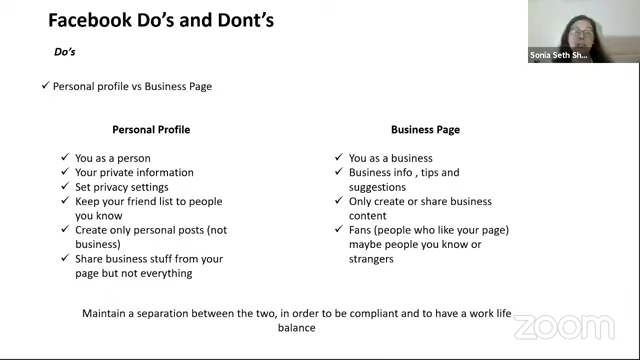 Facebook Do's and Dont's
Sonia Seth Sh...
Do's
✓ Personal profile vs Business Page
Personal Profile
✓ You as a person
✓ Your private information
✓ Set privacy settings
✓ Keep your friend list to people
you know
✓ Create only personal posts (not
business)
✓ Share business stuff from your
page but not everything
Business Page
✓ You as a business
✓ Business info , tips and
suggestions
✓ Only create or share business
content
✓ Fans (people who like your page)
maybe people you know or
strangers
Maintain a separation between the two, in order to be compliant and to have a work life
balance
zoom